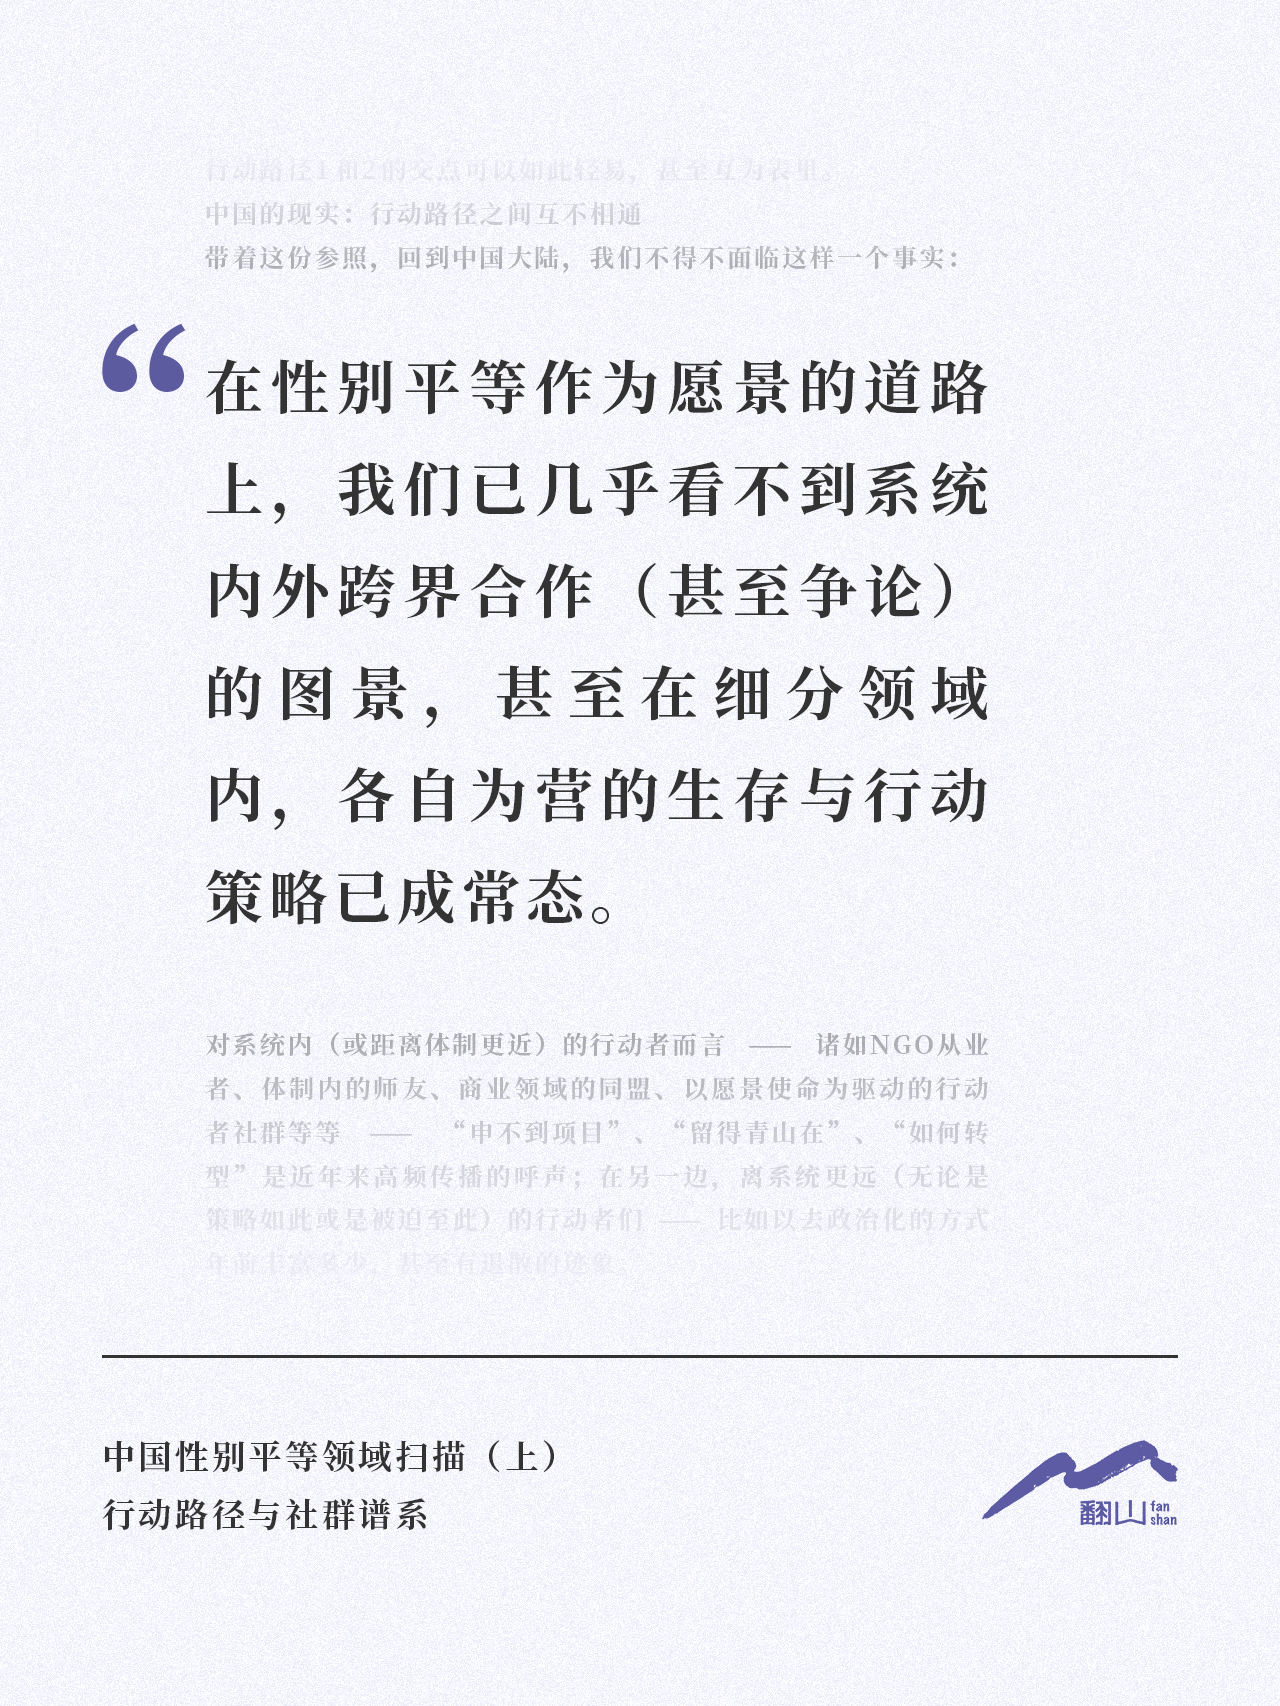 行动路径1和2的交点可以如此轻易，甚至互为表里。
中国的现实：行动路径之间互不相通
带着这份参照，回到中国大陆，我们不得不面临这样一个事实：
“在性别平等作为愿景的道路
上，我们已几乎看不到系统
内外跨界合作（甚至争论）
的图景，甚至在细分领域
内，各自为营的生存与行动
策略已成常态。
对系统内（或距离体制更近）的行动者而言 —— 诸如NGO从业
者、体制内的师友、商业领域的同盟、以愿景使命为驱动的行动
者社群等等 —— “申不到项目”、“留得青山在”、“如何转
型”是近年来高频传播的呼声；在另一边，离系统更远（无论是
策略如此或是被迫至此）的行动者们 —— 比如以去政治化的方式
年前丰富多少，甚至有退散的迹象。
中国性别平等领域扫描（上）
行动路径与社群谱系
翻山 fan
shan